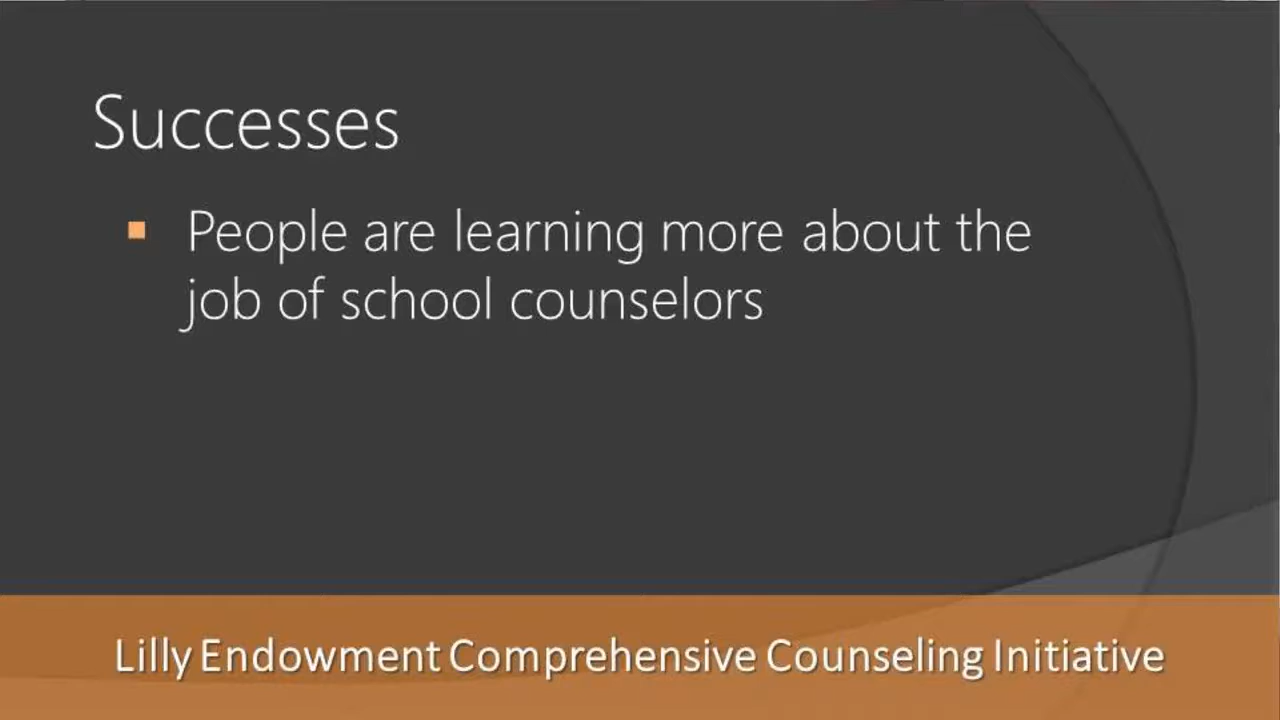 Successes
People are learning more about the
job of school counselors
Lilly Endowment Comprehensive Counseling Initiative